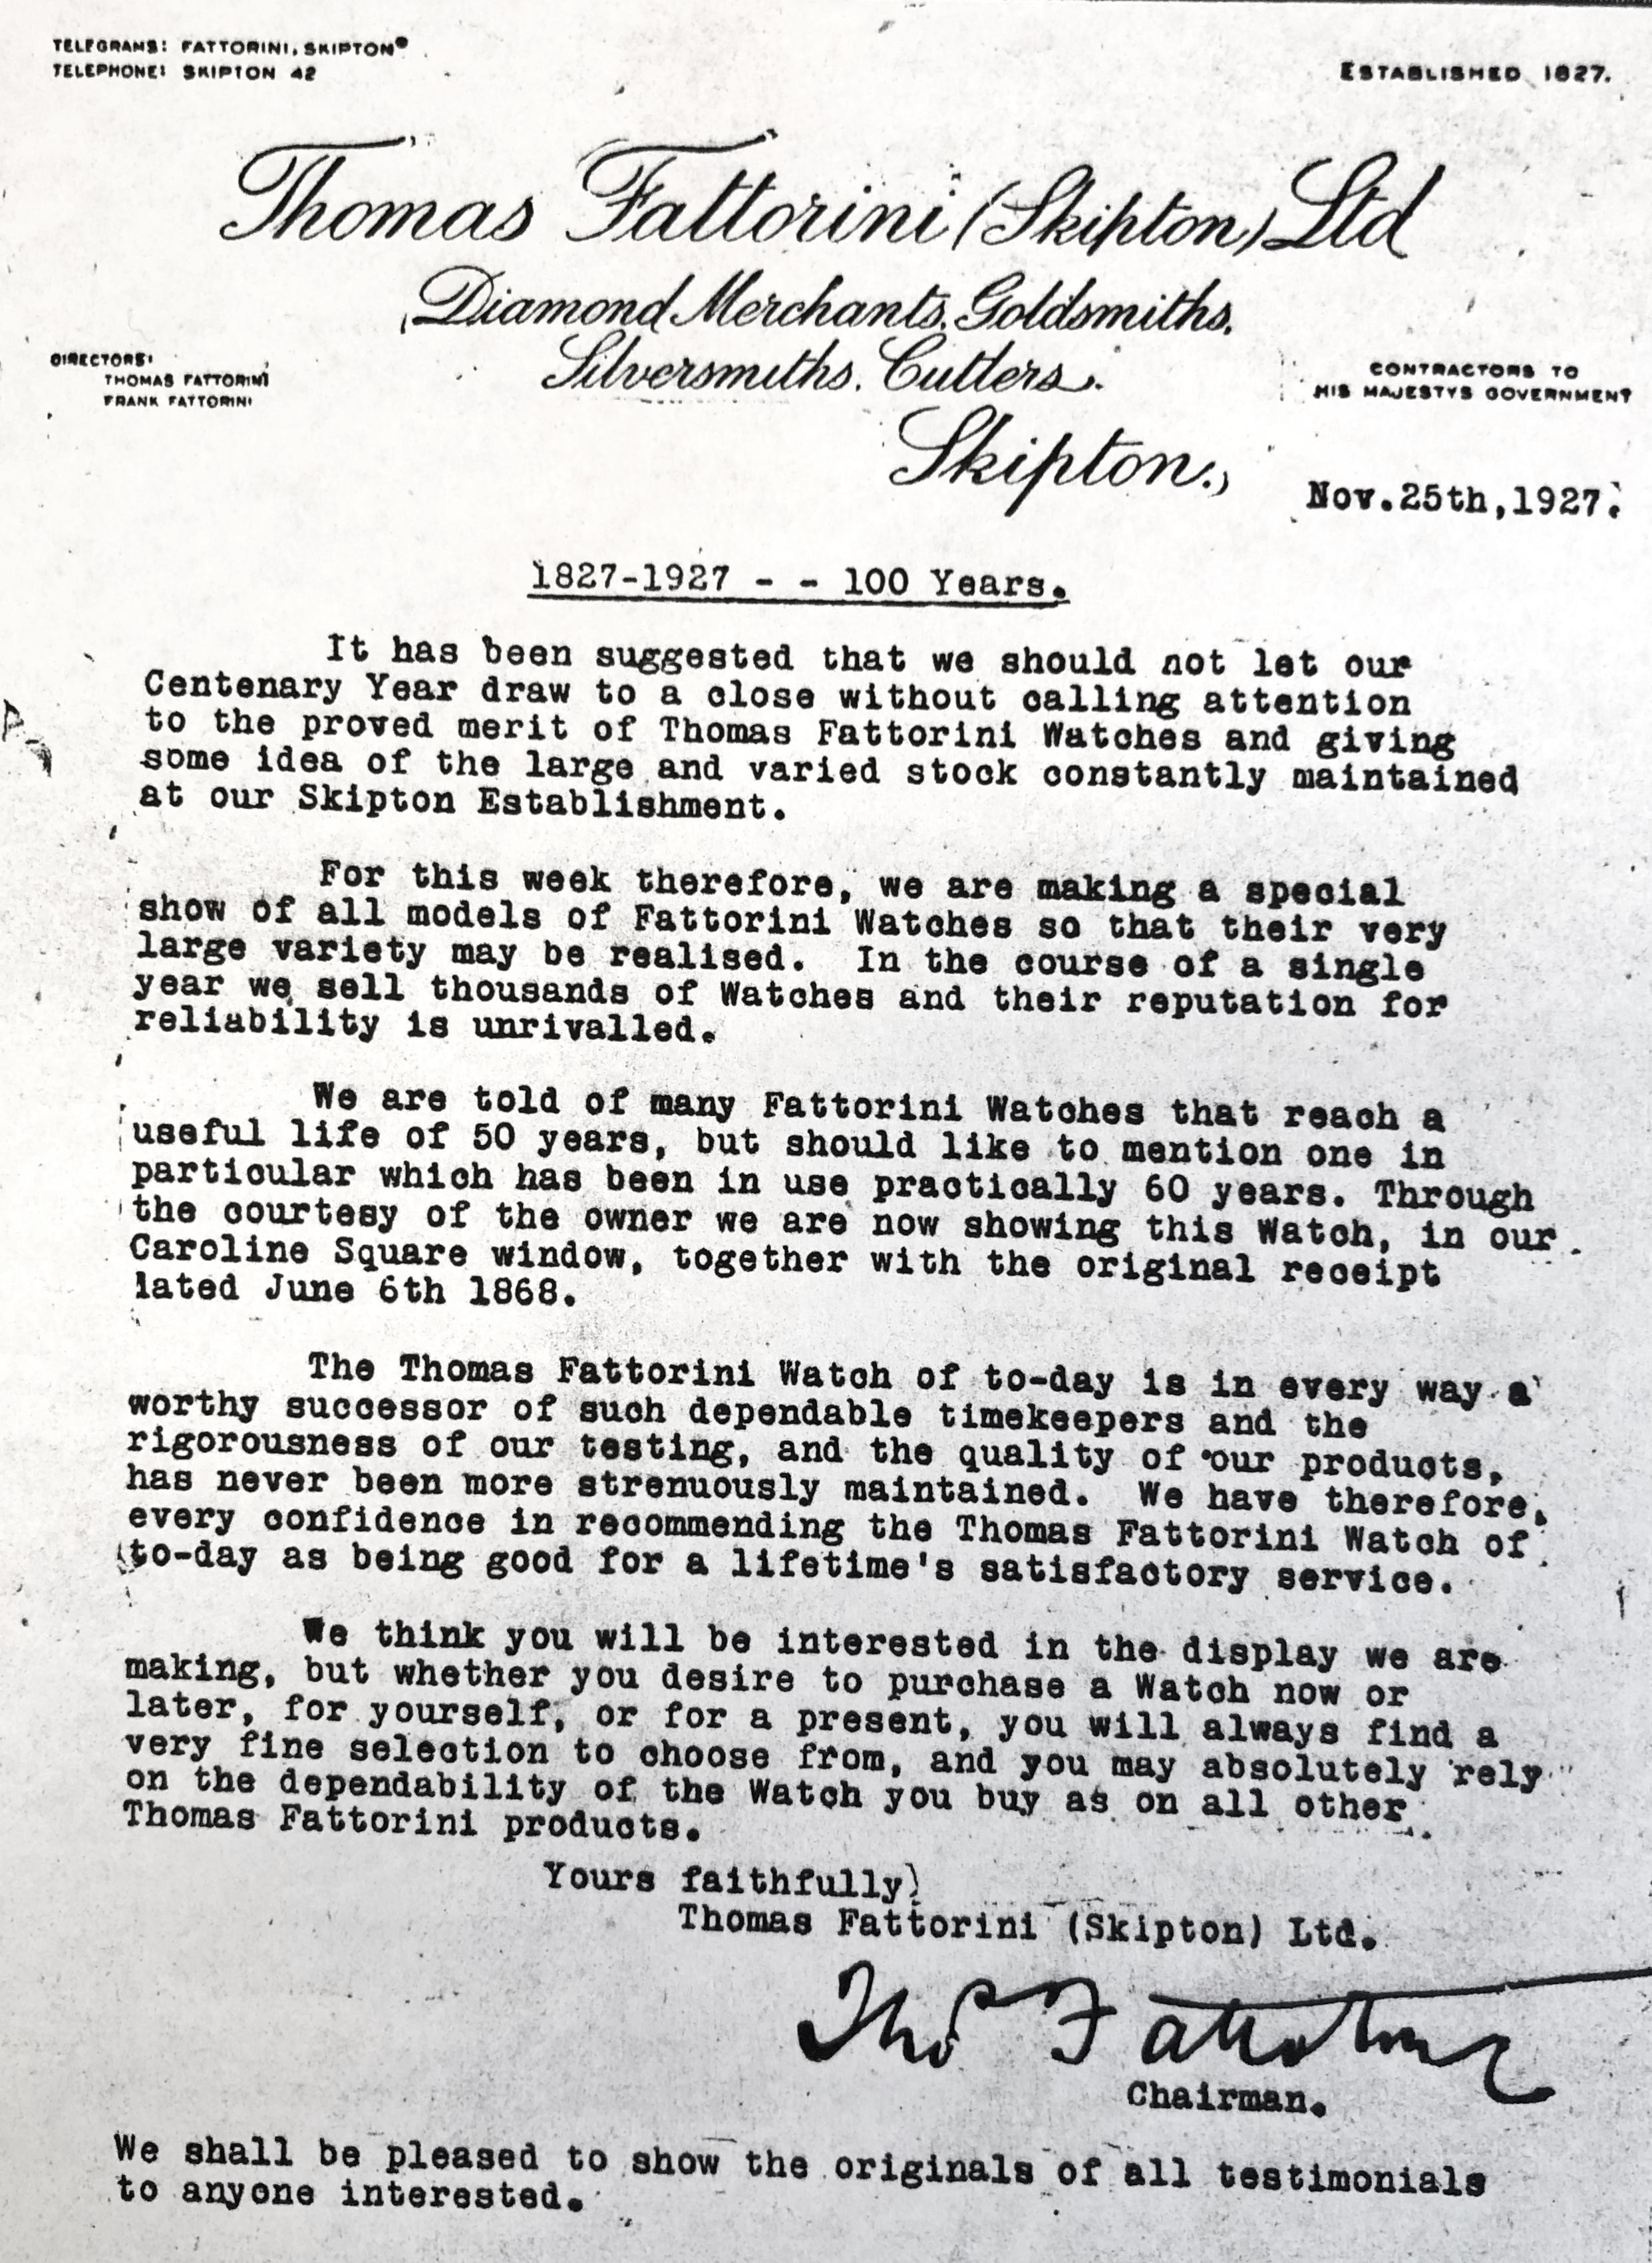 TELEGRAMS: FATTORINI, SKIPTON
TELEPHONE: SKIPTON 42
ESTABLISHED 1827.
Thomas Fattorini (Skipton) Ltd
Diamond Merchants, Goldsmiths,
Silversmiths, Cutlers.
DIRECTORS:
THOMAS FATTORINI
FRANK FATTORINI
CONTRACTORS TO
HIS MAJESTYS GOVERNMENT
Skipton.,
Nov.25th,1927.
1827-1927 - - 100 Years.
It has been suggested that we should not let our
Centenary Year draw to a close without calling attention
to the proved merit of Thomas Fattorini Watches and giving
some idea of the large and varied stock constantly maintained
at our Skipton Establishment.
For this week therefore, we are making a special
show of all models of Fattorini Watches so that their very
large variety may be realised. In the course of a single
year we sell thousands of Watches and their reputation for
reliability is unrivalled.
We are told of many Fattorini Watches that reach a
useful life of 50 years, but should like to mention one in
particular which has been in use practically 60 years. Through
the courtesy of the owner we are now showing this Watch, in our
Caroline Square window, together with the original receipt
lated June 6th 1868.
The Thomas Fattorini Watch of to-day is in every way a
worthy successor of such dependable timekeepers and the
rigorousness of our testing, and the quality of our products,
has never been more strenuously maintained. We have therefore,
every confidence in recommending the Thomas Fattorini Watch of
to-day as being good for a lifetime's satisfactory service.
We think you will be interested in the display we are
making, but whether you desire to purchase a Watch now or
later, for yourself, or for a present, you will always find a
very fine selection to choose from, and you may absolutely rely
on the dependability of the Watch you buy as on all other
Thomas Fattorini products.
Yours faithfully,
Thomas Fattorini (Skipton) Ltd.
Thos Fattorini
Chairman.
We shall be pleased to show the originals of all testimonials
to anyone interested.